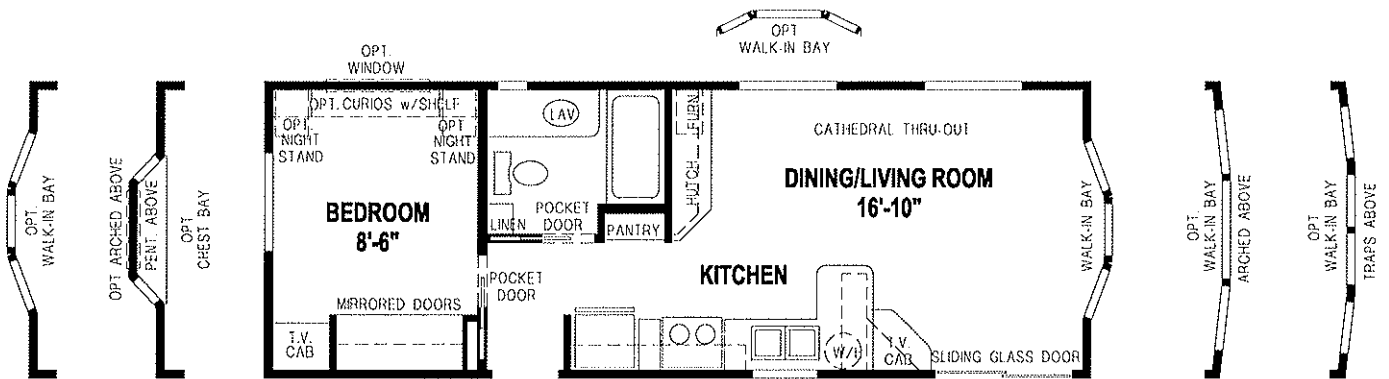 OPT.
WALK-IN BAY
OPT ARCHED ABOVE
PENT. ABOVE
OPT
CHEST BAY
OPT.
WINDOW
OPT.CURIOS w/SHELF
OPT
NIGHT
STAND
OPT
NIGHT
STAND
BEDROOM
8'-6"
MIRRORED DOORS
T.V.
CAB
LAV
LINEN
POCKET
DOOR
PANTRY
POCKET
DOOR
FURN
HUTCH
OPT
WALK-IN BAY
CATHEDRAL THRU-OUT
DINING/LIVING ROOM
16'-10"
KITCHEN
W/H
T.V.
CAB
SLIDING GLASS DOOR
WALK-IN BAY
OPT
WALK-IN BAY
ARCHED ABOVE
OPT
WALK-IN BAY
TRAPS ABOVE